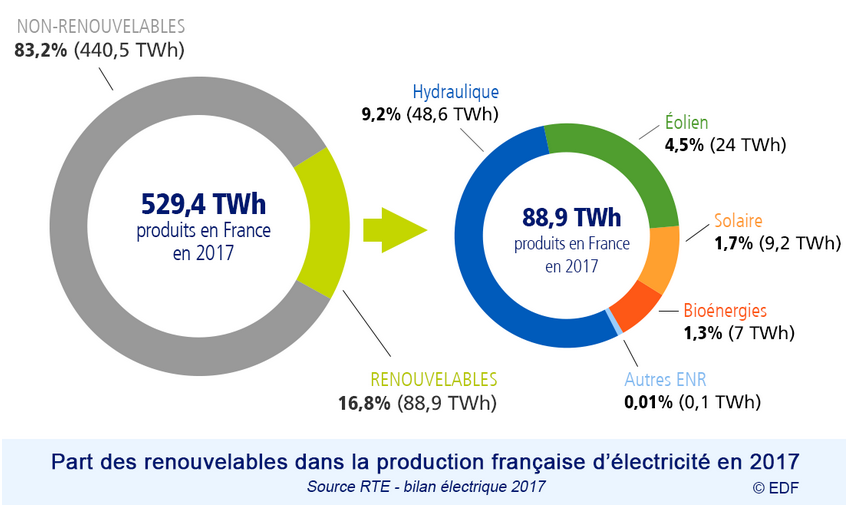 NON-RENOUVELABLES
83,2% (440,5 TWh)
529,4 TWh
produits en France
en 2017
RENOUVELABLES
16,8% (88,9 TWh)
Hydraulique
9,2% (48,6 TWh)
Éolien
4,5% (24 TWh)
88,9 TWh
produits en France
en 2017
Solaire
1,7% (9,2 TWh)
Bioénergies
1,3% (7 TWh)
Autres ENR
0,01% (0,1 TWh)
Part des renouvelables dans la production française d'électricité en 2017
Source RTE - bilan électrique 2017
© EDF